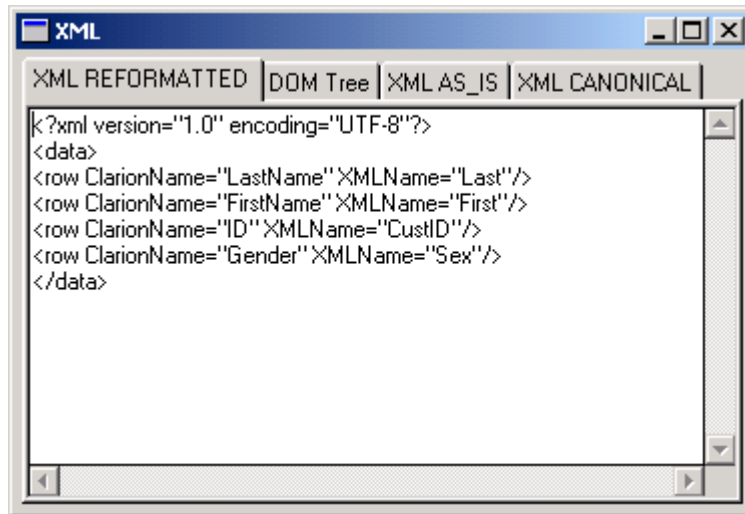 XML
XML REFORMATTED DOM Tree XML AS_IS XML CANONICAL
<?xml version="1.0" encoding="UTF-8"?>
<data>
<row ClarionName="LastName" XMLName="Last"/>
<row ClarionName="FirstName" XMLName="First"/>
<row ClarionName="ID" XMLName="CustID"/>
<row ClarionName="Gender" XMLName="Sex"/>
</data>